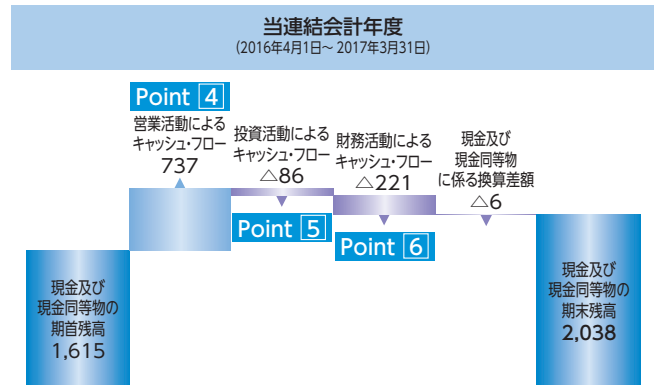 当連結会計年度
(2016年4月1日～2017年3月31日)
Point 4
営業活動による
キャッシュ・フロー
737
投資活動による
キャッシュ・フロー
△86
Point 5
財務活動による
キャッシュ・フロー
△221
Point 6
現金及び
現金同等物
に係る換算差額
△6
現金及び
現金同等物の
期首残高
1,615
現金及び
現金同等物の
期末残高
2,038